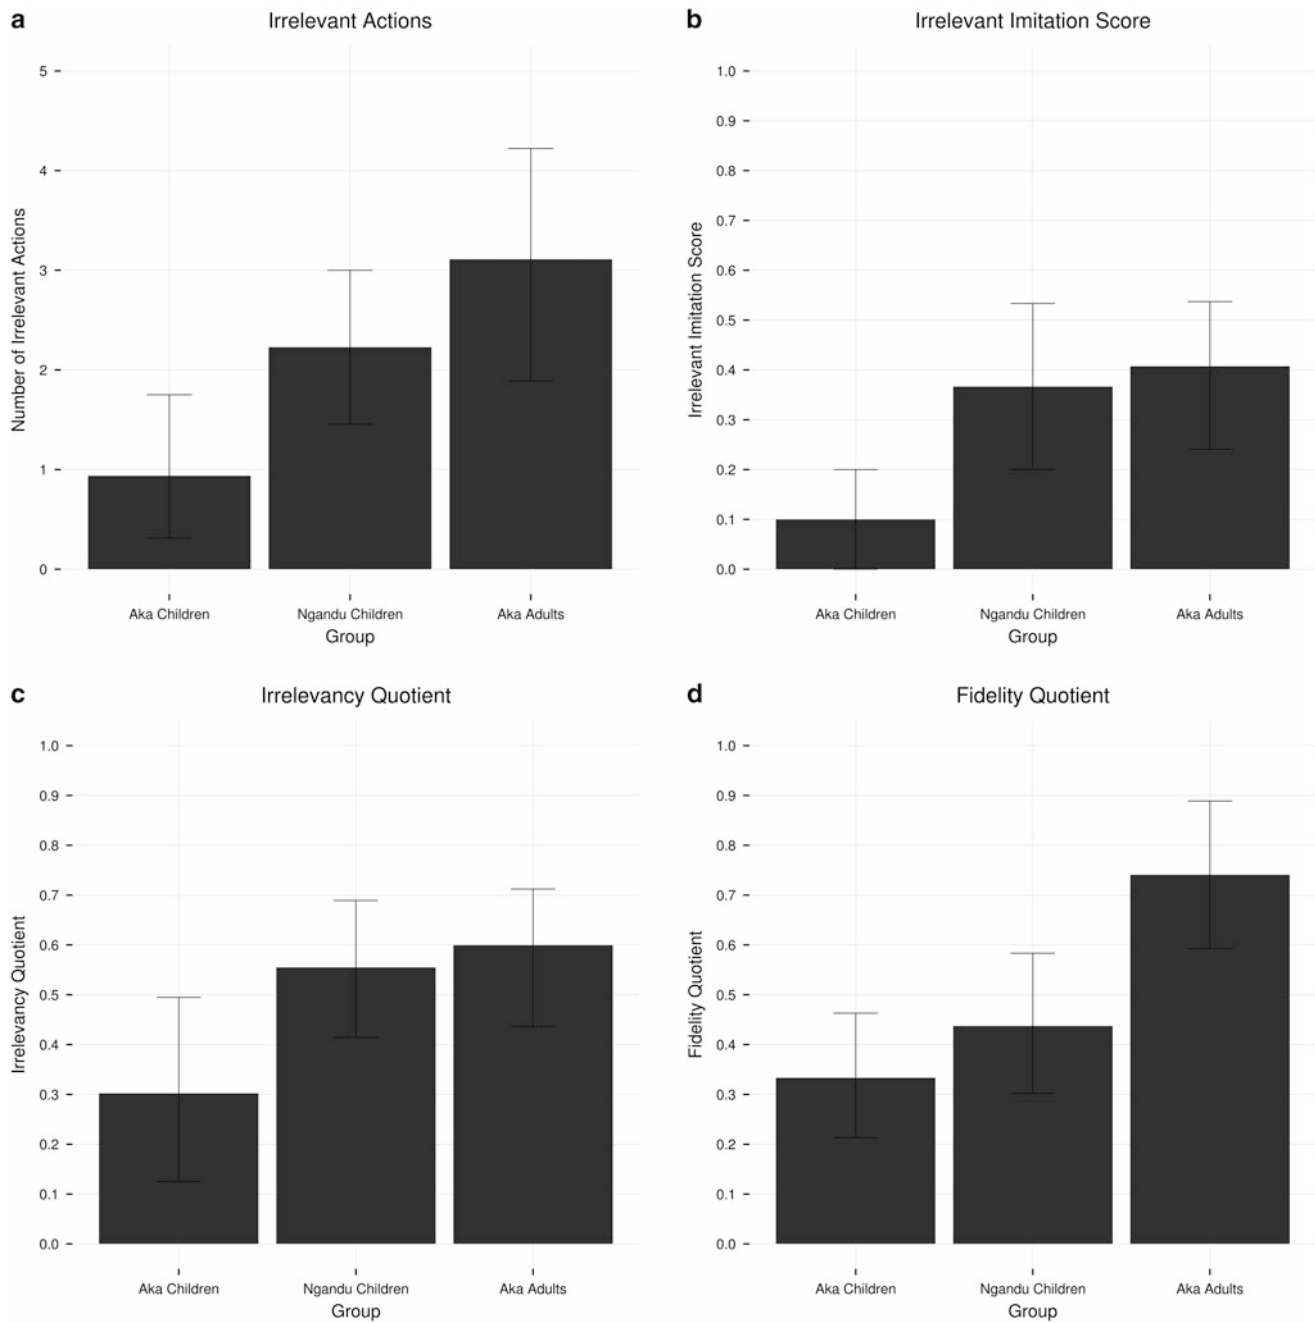 a
Irrelevant Actions
Number of Irrelevant Actions
5
4
3
2
1
0
Aka Children
Ngandu Children
Aka Adults
Group
b
Irrelevant Imitation Score
Irrelevant Imitation Score
1.0
0.9
0.8
0.7
0.6
0.5
0.4
0.3
0.2
0.1
0.0
Aka Children
Ngandu Children
Aka Adults
Group
c
Irrelevancy Quotient
Irrelevancy Quotient
1.0
0.9
0.8
0.7
0.6
0.5
0.4
0.3
0.2
0.1
0.0
Aka Children
Ngandu Children
Aka Adults
Group
d
Fidelity Quotient
Fidelity Quotient
1.0
0.9
0.8
0.7
0.6
0.5
0.4
0.3
0.2
0.1
0.0
Aka Children
Ngandu Children
Aka Adults
Group